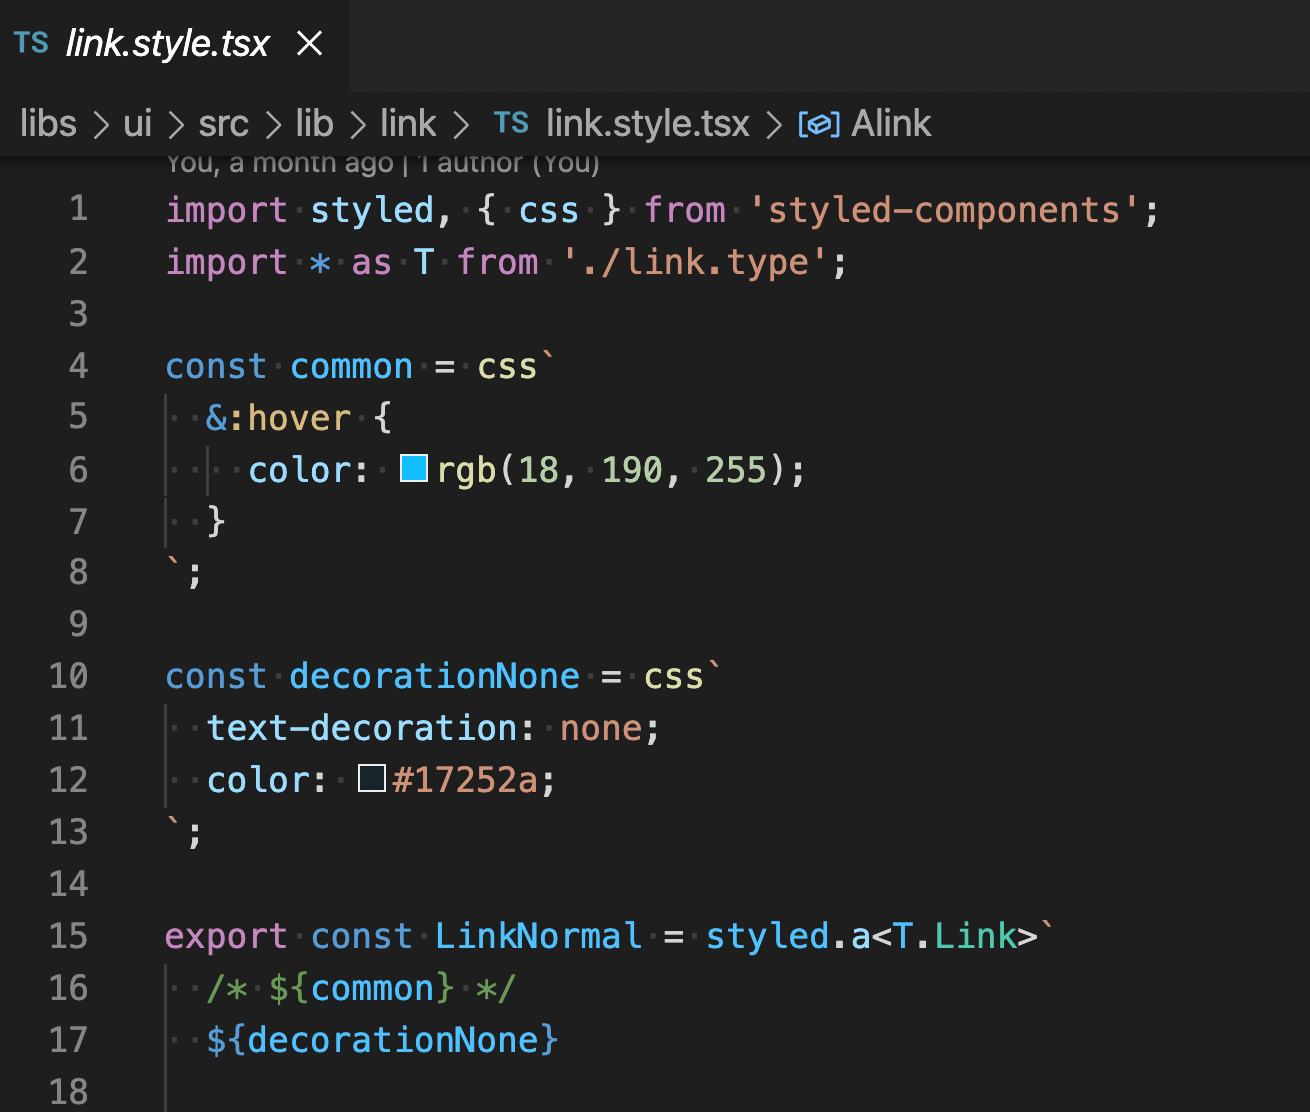 TS link.style.tsx
libs > ui > src > lib > link > TS link.style.tsx > Alink
You, a month ago | 1 author (You)
1 import styled, { css } from 'styled-components';
2 import * as T from './link.type';
3
4 const common = css`
5   &:hover {
6     color: rgb(18, 190, 255);
7   }
8 `;
9
10 const decorationNone = css`
11   text-decoration: none;
12   color: #17252a;
13 `;
14
15 export const LinkNormal = styled.a<T.Link>`
16   /* ${common} */
17   ${decorationNone}
18